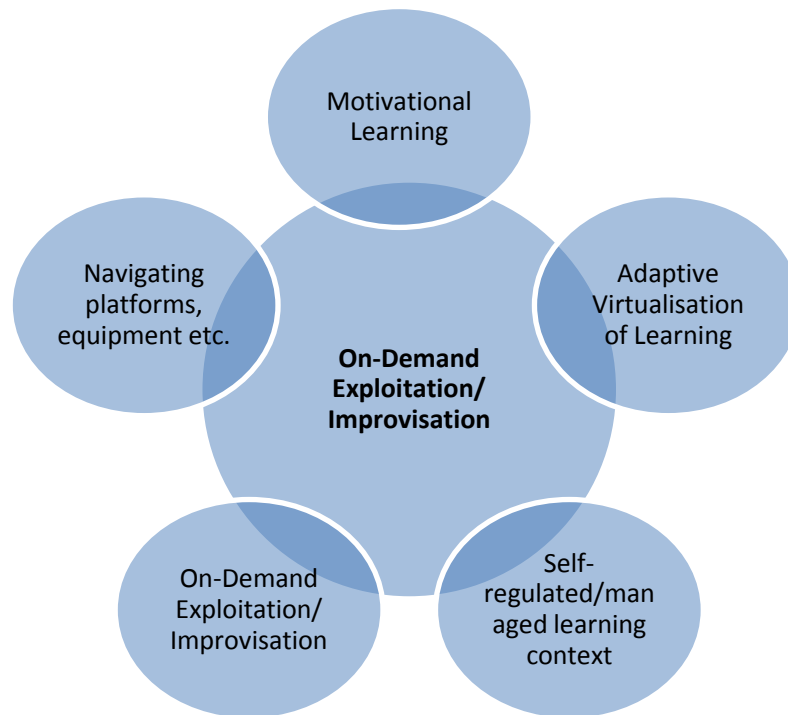 Motivational
Learning
Navigating
platforms,
equipment etc.
Adaptive
Virtualisation
of Learning
On-Demand
Exploitation/
Improvisation
On-Demand
Exploitation/
Improvisation
Self-
regulated/man
aged learning
context